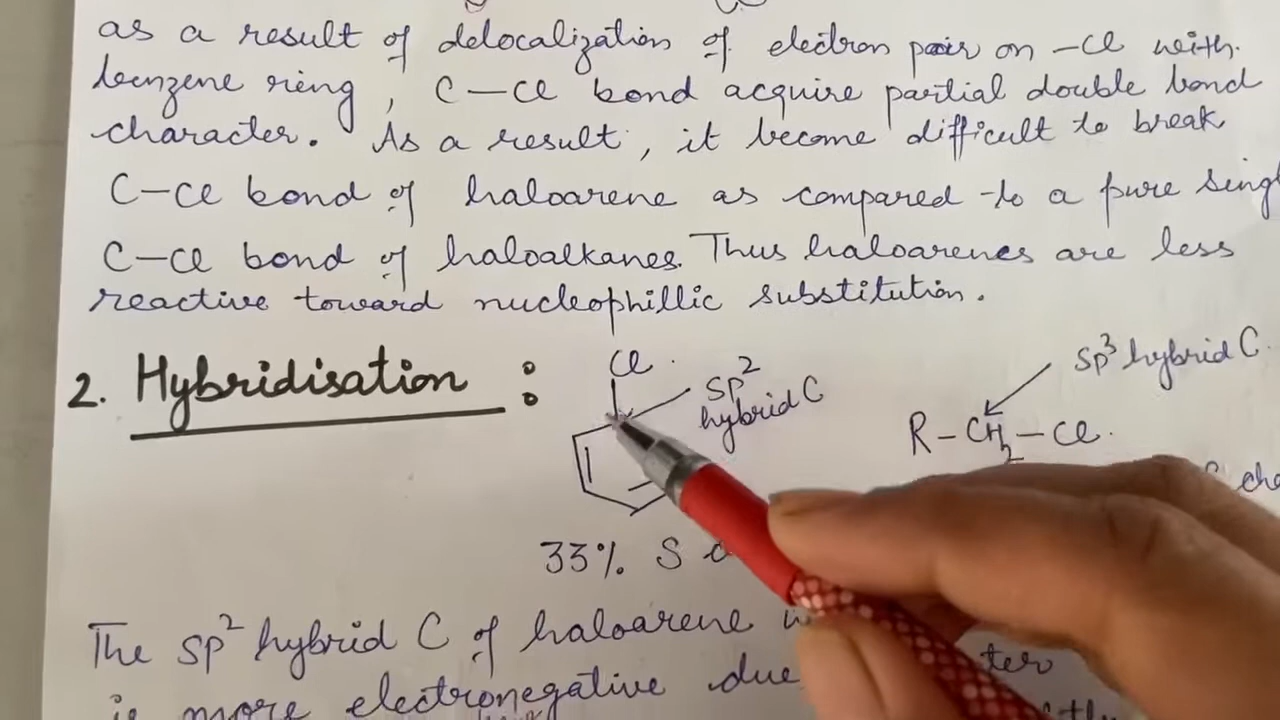 as a result of delocalization of electron pair on -Cl with
benzene ring, C-Cl bond acquire partial double bond
character. As a result, it become difficult to break
C-Cl bond of haloarene as compared to a pure
C-Cl bond of haloalkanes. Thus haloarenes are less
reactive toward nucleophillic substitution.
2. Hybridisation :
Cl
sp² hybrid C
sp³ hybrid C.
R-CH₂-Cl.
33% S
The sp² hybrid C of haloarene
is more electronegative due